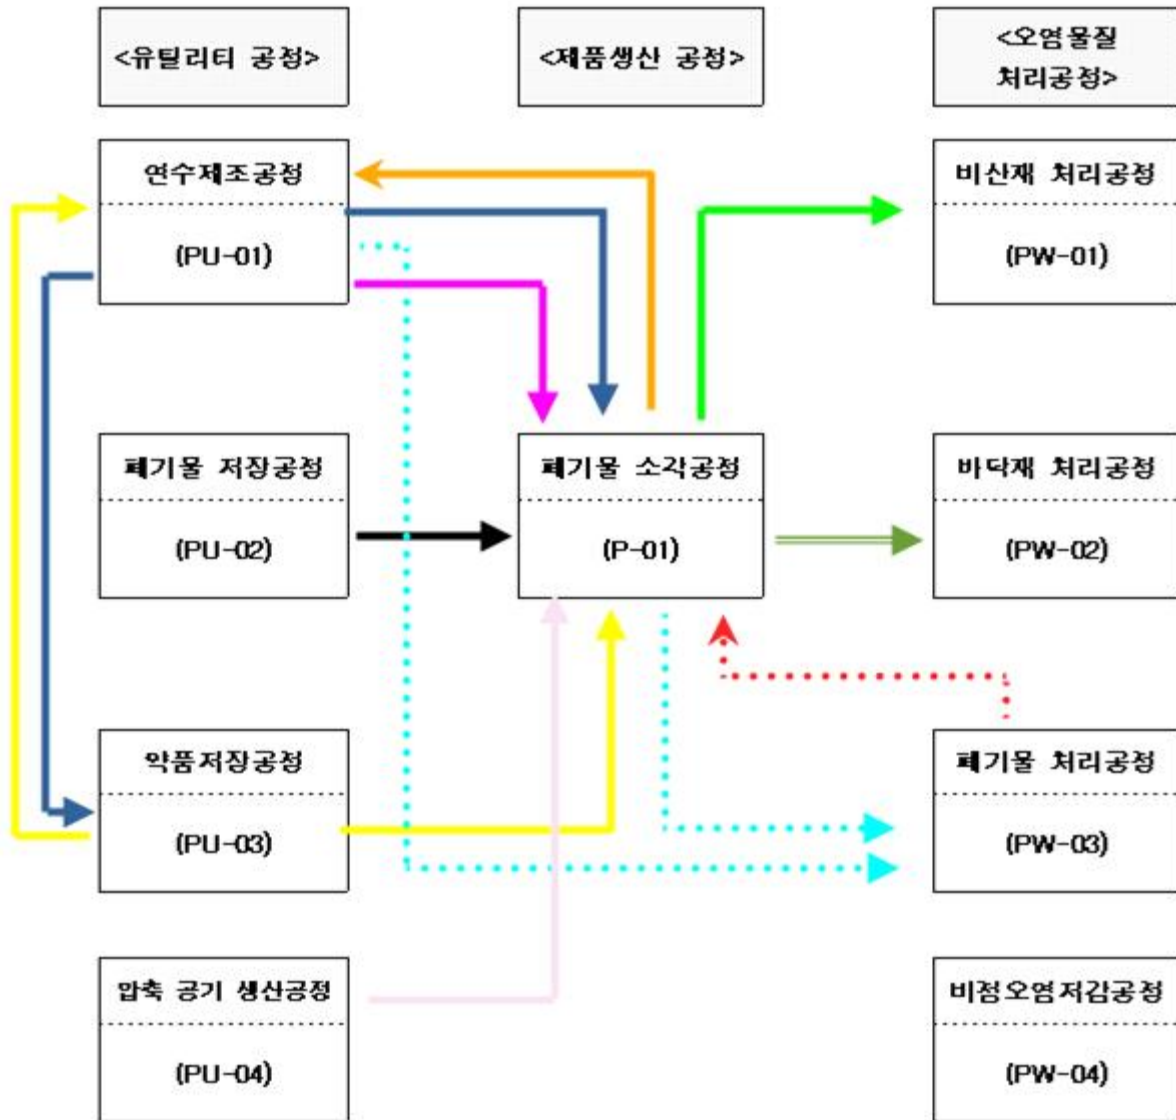 <유틸리티 공정>
<제품생산 공정>
<오염물질
처리공정>
연수제조공정
(PU-01)
비산재 처리공정
(PW-01)
폐기물 저장공정
(PU-02)
폐기물 소각공정
(P-01)
바닥재 처리공정
(PW-02)
약품저장공정
(PU-03)
폐기물 처리공정
(PW-03)
압축 공기 생산공정
(PU-04)
비점오염저감공정
(PW-04)